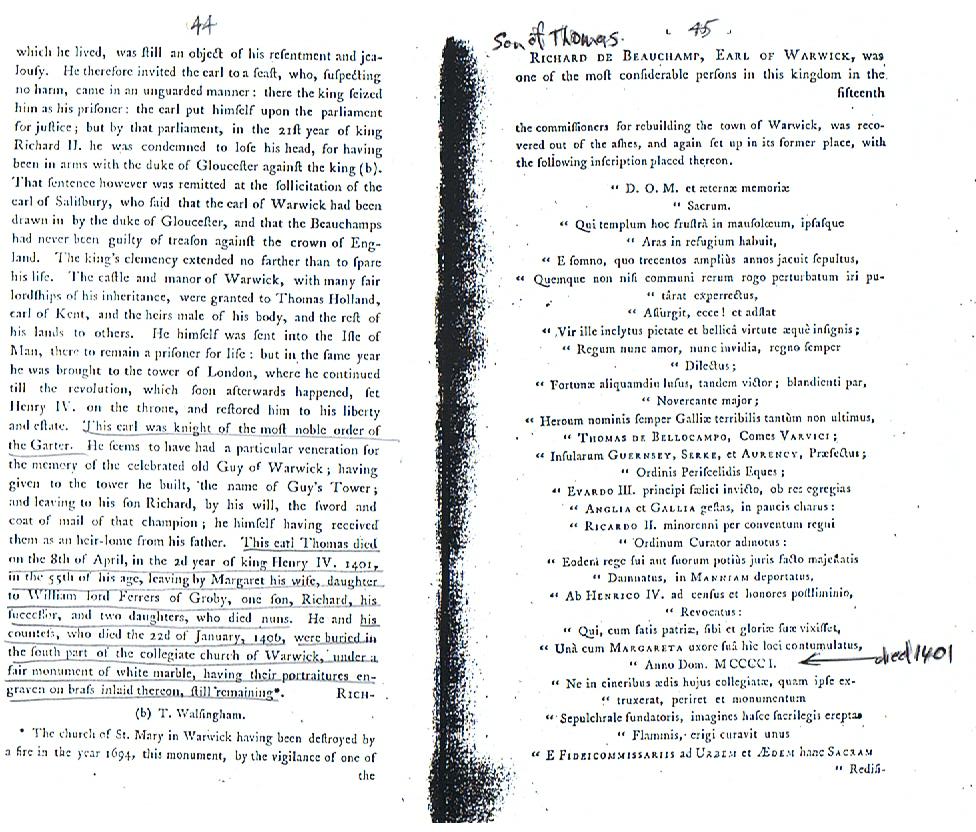 44
which he lived, was ſtill an object of his reſentment and jea-
louſy. He therefore invited the earl to a feaſt, who, ſuſpecting
no harm, came in an unguarded manner: there the king ſeized
him as his priſoner: the earl put himſelf upon the parliament
for juſtice; but by that parliament, in the 21ſt year of king
Richard II. he was condemned to loſe his head, for having
been in arms with the duke of Glouceſter againſt the king (b).
That ſentence however was remitted at the ſollicitation of the
earl of Saliſbury, who ſaid that the earl of Warwick had been
drawn in by the duke of Glouceſter, and that the Beauchamps
had never been guilty of treaſon againſt the crown of Eng-
land. The king's clemency extended no farther than to ſpare
his life. The caſtle and manor of Warwick, with many fair
lordſhips of his inheritance, were granted to Thomas Holland,
earl of Kent, and the heirs male of his body, and the reſt of
his lands to others. He himſelf was ſent into the Iſle of
Man, there to remain a priſoner for life: but in the ſame year
he was brought to the tower of London, where he continued
till the revolution, which ſoon afterwards happened, ſet
Henry IV. on the throne, and reſtored him to his liberty
and eſtate. This earl was knight of the moſt noble order of
the Garter. He ſeems to have had a particular veneration for
the memory of the celebrated old Guy of Warwick; having
given to the tower he built, the name of Guy's Tower;
and leaving to his ſon Richard, by his will, the ſword and
coat of mail of that champion; he himſelf having received
them as an heir-lome from his father. This earl Thomas died
on the 8th of April, in the 2d year of king Henry IV. 1401,
in the 55th of his age, leaving by Margaret his wife, daughter
to William lord Ferrers of Groby, one ſon, Richard, his
ſucceſſor, and two daughters, who died nuns. He and his
counteſs, who died the 22d of January, 1406, were buried in
the ſouth part of the collegiate church of Warwick, under a
fair monument of white marble, having their portraitures en-
graven on braſs inlaid thereon, ſtill remaining*. RICH-
(b) T. Walſingham.
* The church of St. Mary in Warwick having been deſtroyed by
a fire in the year 1694, this monument, by the vigilance of one of
the
45
Son of Thomas.
RICHARD DE BEAUCHAMP, EARL OF WARWICK, was
one of the moſt conſiderable perſons in this kingdom in the
fifteenth
the commiſſioners for rebuilding the town of Warwick, was reco-
vered out of the aſhes, and again ſet up in its former place, with
the following inſcription placed thereon.
“ D. O. M. et æternæ memoriæ
“ Sacrum.
“ Qui templum hoc fruſtrà in mauſolœum, ipſaſque
“ Aras in refugium habuit,
“ E ſomno, quo trecentos ampliùs annos jacuit ſepultus,
“ Quemque non niſi communi rerum rogo perturbatum iri pu-
“ târat experrectus,
“ Aſſurgit, ecce! et adſtat
“ Vir ille inclytus pietate et bellicâ virtute æquè inſignis;
“ Regum nunc amor, nunc invidia, regno ſemper
“ Dilectus;
“ Fortunæ aliquamdiu luſus, tandem victor; blandienti par,
“ Novercante major;
“ Heroum nominis ſemper Galliæ terribilis tantùm non ultimus,
“ THOMAS DE BELLOCAMPO, Comes VARVICI;
“ Inſularum GUERNSEY, SERKE, et AURENCY, Præfectus;
“ Ordinis Periſcelidis Eques;
“ EVARDO III. principi fælici invicto, ob res egregias
“ ANGLIA et GALLIA geſtas, in paucis charus:
“ RICARDO II. minorenni per conventum regni
“ Ordinum Curator admotus:
“ Eodem rege ſui aut ſuorum potiùs juris facto majeſtatis
“ Damnatus, in MANNIAM deportatus,
“ Ab HENRICO IV. ad cenſus et honores poſtliminio,
“ Revocatus:
“ Qui, cum ſatis patriæ, ſibi et gloriæ ſuæ vixiſſet,
“ Unà cum MARGARETA uxore ſuâ hic loci contumulatus,
“ Anno Dom. MCCCCI.
died 1401
“ Ne in cineribus ædis hujus collegiatæ, quam ipſe ex-
“ truxerat, periret et monumentum
“ Sepulchrale fundatoris, imagines haſce ſacrilegis ereptas
“ Flammis, erigi curavit unus
“ E FIDEICOMMISSARIIS ad URBEM et ÆDEM hanc SACRAM
“ Rediſi-